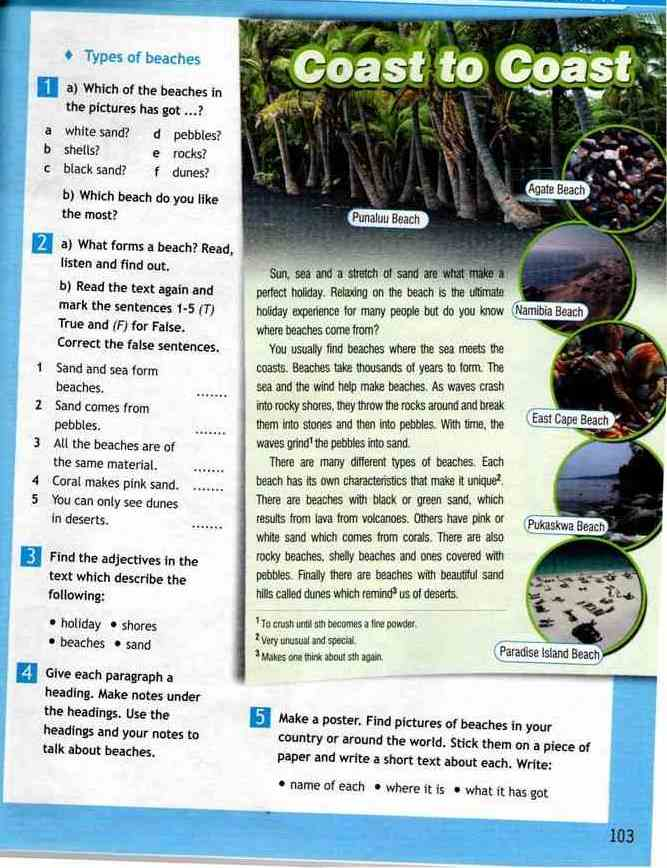 ♦ Types of beaches
1 a) Which of the beaches in
the pictures has got ...?
a white sand? d pebbles?
b shells? e rocks?
c black sand? f dunes?
b) Which beach do you like
the most?
2 a) What forms a beach? Read,
listen and find out.
b) Read the text again and
mark the sentences 1-5 (T)
True and (F) for False.
Correct the false sentences.
1 Sand and sea form
beaches. .......
2 Sand comes from
pebbles. .......
3 All the beaches are of
the same material. .......
4 Coral makes pink sand. .......
5 You can only see dunes
in deserts. .......
3 Find the adjectives in the
text which describe the
following:
• holiday • shores
• beaches • sand
4 Give each paragraph a
heading. Make notes under
the headings. Use the
headings and your notes to
talk about beaches.
Coast to Coast
Punaluu Beach
Agate Beach
Namibia Beach
East Cape Beach
Pukaskwa Beach
Paradise Island Beach
Sun, sea and a stretch of sand are what make a
perfect holiday. Relaxing on the beach is the ultimate
holiday experience for many people but do you know
where beaches come from?
You usually find beaches where the sea meets the
coasts. Beaches take thousands of years to form. The
sea and the wind help make beaches. As waves crash
into rocky shores, they throw the rocks around and break
them into stones and then into pebbles. With time, the
waves grind¹ the pebbles into sand.
There are many different types of beaches. Each
beach has its own characteristics that make it unique².
There are beaches with black or green sand, which
results from lava from volcanoes. Others have pink or
white sand which comes from corals. There are also
rocky beaches, shelly beaches and ones covered with
pebbles. Finally there are beaches with beautiful sand
hills called dunes which remind³ us of deserts.
¹ To crush until sth becomes a fine powder.
² Very unusual and special.
³ Makes one think about sth again.
5 Make a poster. Find pictures of beaches in your
country or around the world. Stick them on a piece of
paper and write a short text about each. Write:
• name of each • where it is • what it has got
103